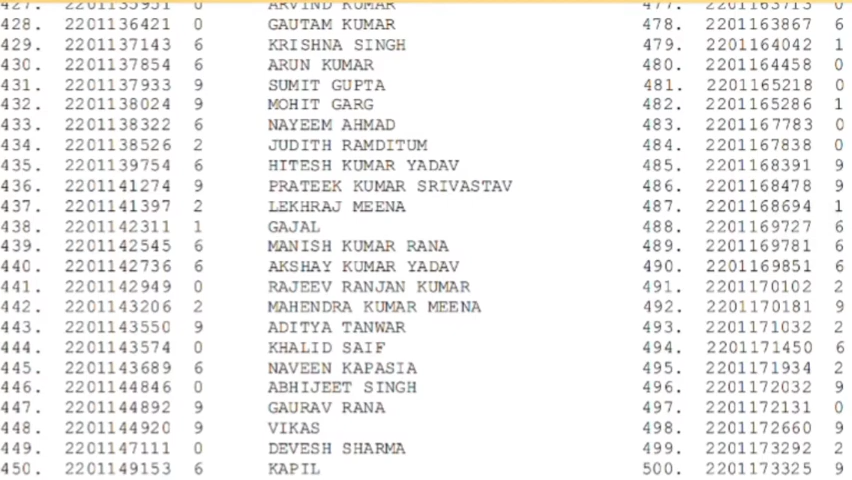 427. 2201135951 0 ARVIND KUMAR 477. 2201163713 0
428. 2201136421 0 GAUTAM KUMAR 478. 2201163867 6
429. 2201137143 6 KRISHNA SINGH 479. 2201164042 1
430. 2201137854 6 ARUN KUMAR 480. 2201164458 0
431. 2201137933 9 SUMIT GUPTA 481. 2201165218 0
432. 2201138024 9 MOHIT GARG 482. 2201165286 1
433. 2201138322 6 NAYEEM AHMAD 483. 2201167783 0
434. 2201138526 2 JUDITH RAMDITUM 484. 2201167838 0
435. 2201139754 6 HITESH KUMAR YADAV 485. 2201168391 9
436. 2201141274 9 PRATEEK KUMAR SRIVASTAV 486. 2201168478 9
437. 2201141397 2 LEKHRAJ MEENA 487. 2201168694 1
438. 2201142311 1 GAJAL 488. 2201169727 6
439. 2201142545 6 MANISH KUMAR RANA 489. 2201169781 6
440. 2201142736 6 AKSHAY KUMAR YADAV 490. 2201169851 6
441. 2201142949 0 RAJEEV RANJAN KUMAR 491. 2201170102 2
442. 2201143206 2 MAHENDRA KUMAR MEENA 492. 2201170181 9
443. 2201143550 9 ADITYA TANWAR 493. 2201171032 2
444. 2201143574 0 KHALID SAIF 494. 2201171450 6
445. 2201143689 6 NAVEEN KAPASIA 495. 2201171934 2
446. 2201144846 0 ABHIJEET SINGH 496. 2201172032 9
447. 2201144892 9 GAURAV RANA 497. 2201172131 0
448. 2201144920 9 VIKAS 498. 2201172660 9
449. 2201147111 0 DEVESH SHARMA 499. 2201173292 2
450. 2201149153 6 KAPIL 500. 2201173325 9